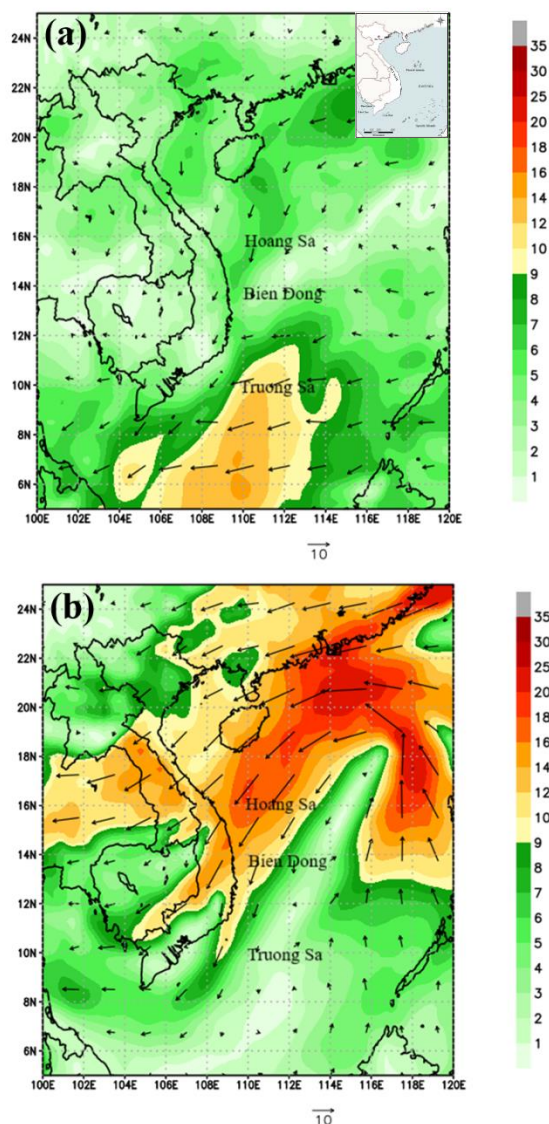 (a)
24N
22N
20N
18N
16N
14N
12N
10N
8N
6N
Hoang Sa
Bien Dong
Truong Sa
100E 102E 104E 106E 108E 110E 112E 114E 116E 118E 120E
10
35
30
25
20
18
16
14
12
10
9
8
7
6
5
4
3
2
1
(b)
24N
22N
20N
18N
16N
14N
12N
10N
8N
6N
Hoang Sa
Bien Dong
Truong Sa
100E 102E 104E 106E 108E 110E 112E 114E 116E 118E 120E
10
35
30
25
20
18
16
14
12
10
9
8
7
6
5
4
3
2
1